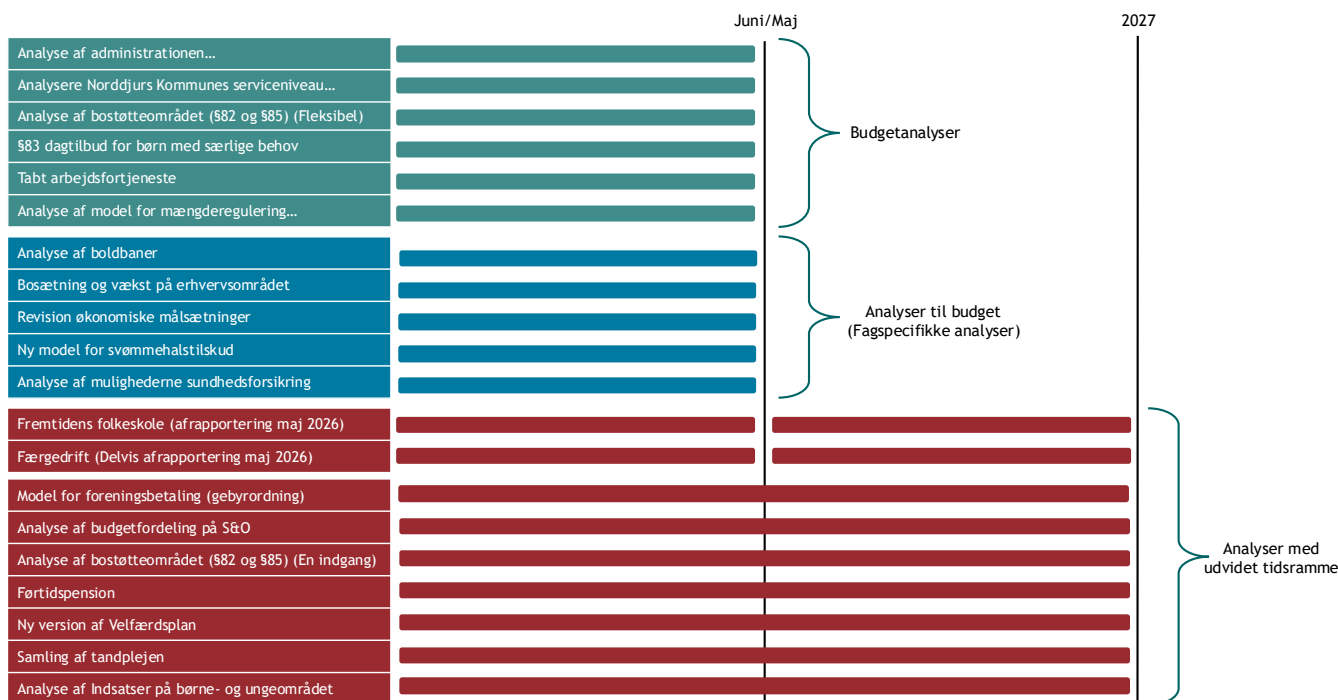 Juni/Maj
2027
Analyse af administrationen…
Analysere Norddjurs Kommunes serviceniveau…
Analyse af bostøtteområdet (§82 og §85) (Fleksibel)
§83 dagtilbud for børn med særlige behov
Tabt arbejdsfortjeneste
Analyse af model for mængderegulering…
Budgetanalyser
Analyse af boldbaner
Bosætning og vækst på erhvervsområdet
Revision økonomiske målsætninger
Ny model for svømmehalstilskud
Analyse af mulighederne sundhedsforsikring
Analyser til budget
(Fagspecifikke analyser)
Fremtidens folkeskole (afrapportering maj 2026)
Færgedrift (Delvis afrapportering maj 2026)
Model for foreningsbetaling (gebyrordning)
Analyse af budgetfordeling på S&O
Analyse af bostøtteområdet (§82 og §85) (En indgang)
Førtidspension
Ny version af Velfærdsplan
Samling af tandplejen
Analyse af Indsatser på børne- og ungeområdet
Analyser med
udvidet tidsramme